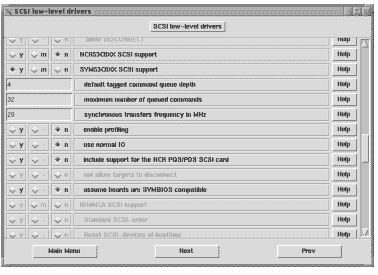 SCSI low-level drivers
SCSI low-level drivers
y - n allow DISCONNECT Help
y m n NCR53C8XX SCSI support Help
y m n SYM53C8XX SCSI support Help
4 default tagged command queue depth Help
32 maximum number of queued commands Help
20 synchronous transfers frequency in MHz Help
y - n enable profiling Help
y - n use normal IO Help
y - n include support for the NCR PQS/PDS SCSI card Help
y - n not allow targets to disconnect Help
y - n assume boards are SYMBIOS compatible Help
y m n IBMMCA SCSI support Help
y - n Standard SCSI-order Help
y - n Reset SCSI-devices at boottime Help
Main Menu Next Prev